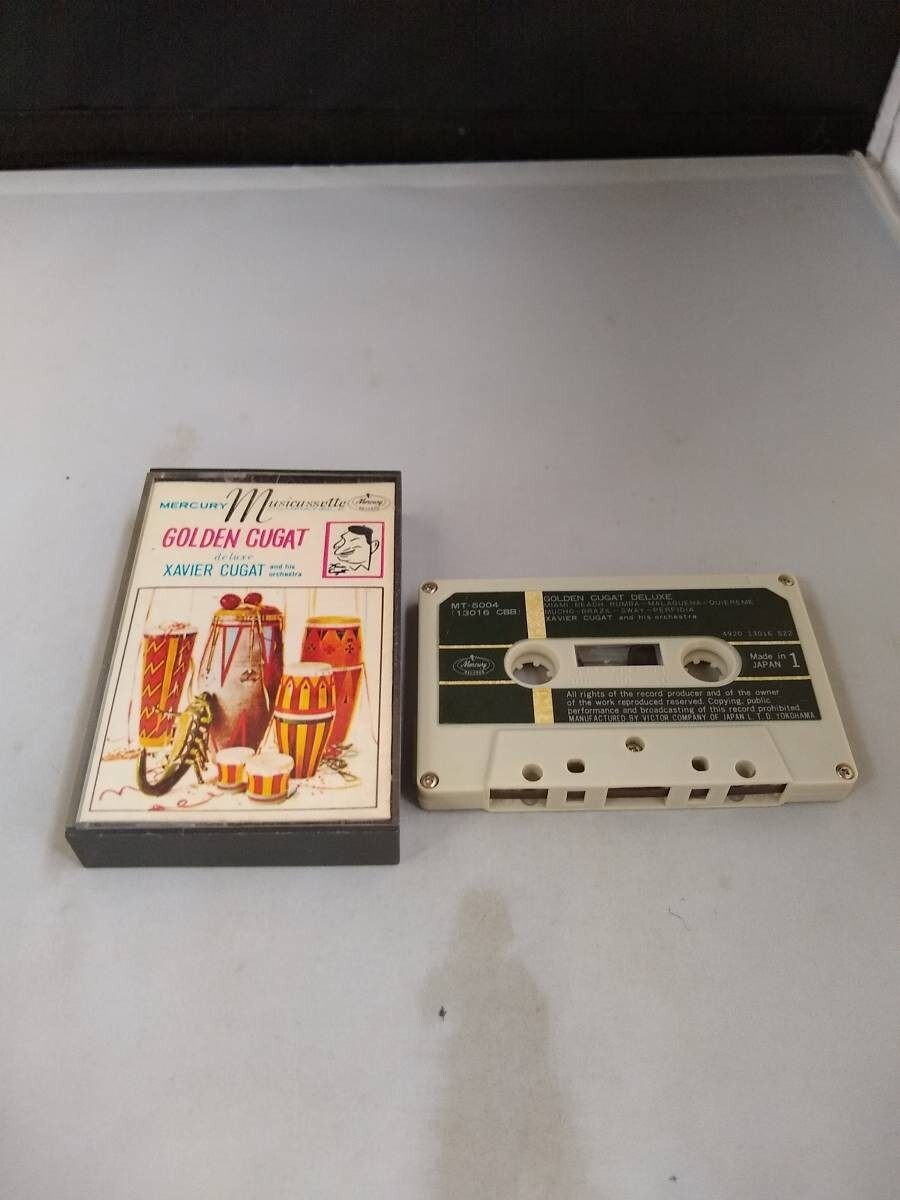 MERCURY Musicassette Mercury RECORDS
GOLDEN CUGAT
deluxe
XAVIER CUGAT and his orchestra
MT-5004
(13016 CBB)
GOLDEN CUGAT DELUXE
MIAMI BEACH RUMBA - MALAGUENA - QUIEREME
MUCHO - BRAZIL - SWAY - PERFIDIA
XAVIER CUGAT and his orchestra
4920 13016 522
Mercury
RECORDS
Made in
JAPAN 1
All rights of the record producer and of the owner
of the work reproduced reserved. Copying, public
performance and broadcasting of this record prohibited.
MANUFACTURED BY VICTOR COMPANY OF JAPAN L.T.D. YOKOHAMA